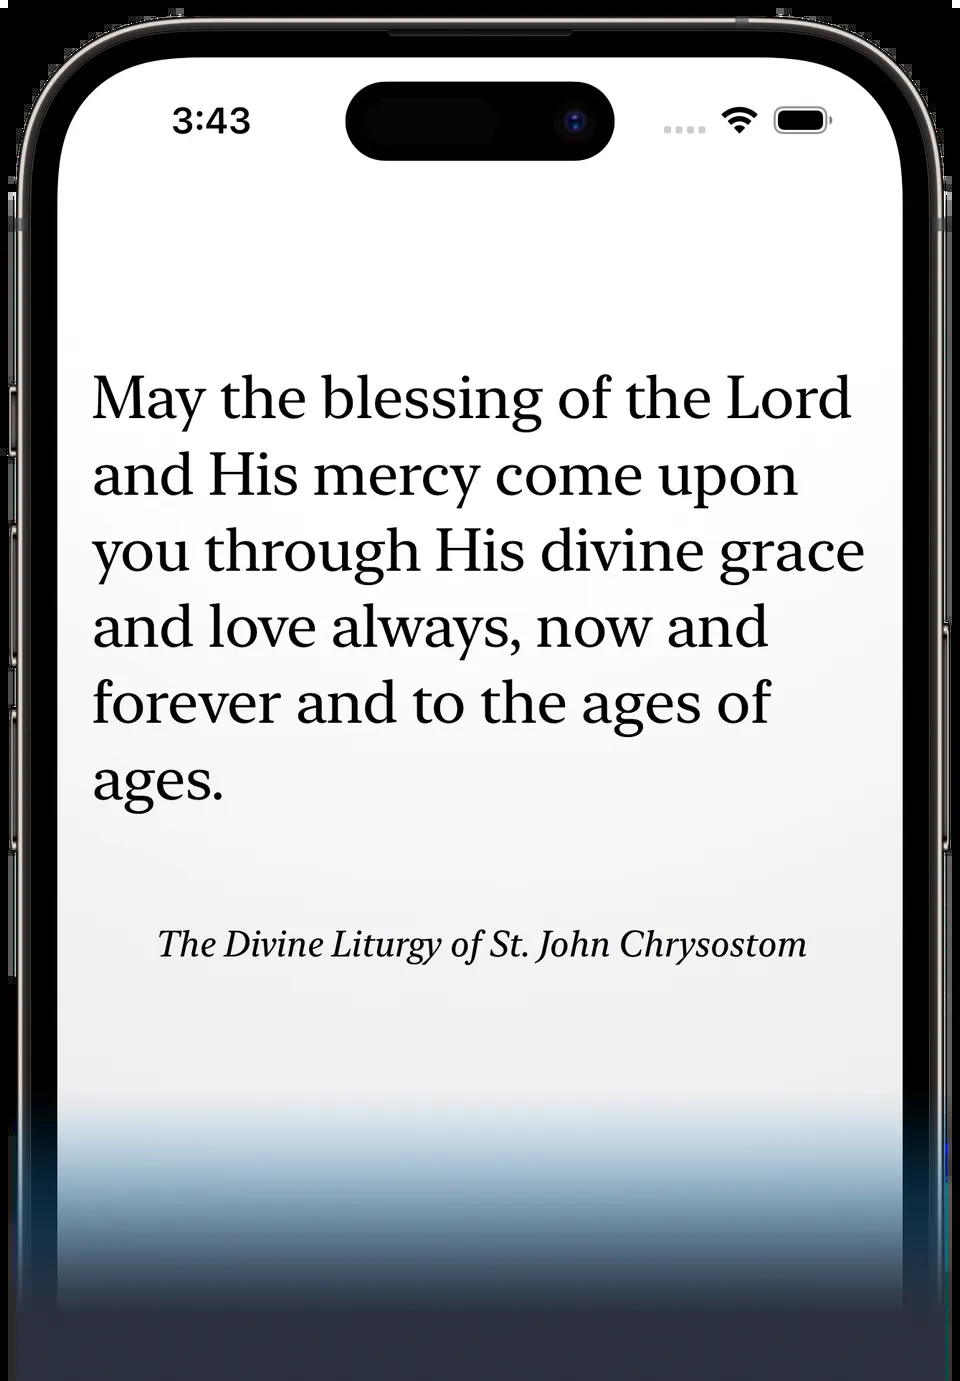 3:43
May the blessing of the Lord
and His mercy come upon
you through His divine grace
and love always, now and
forever and to the ages of
ages.
The Divine Liturgy of St. John Chrysostom